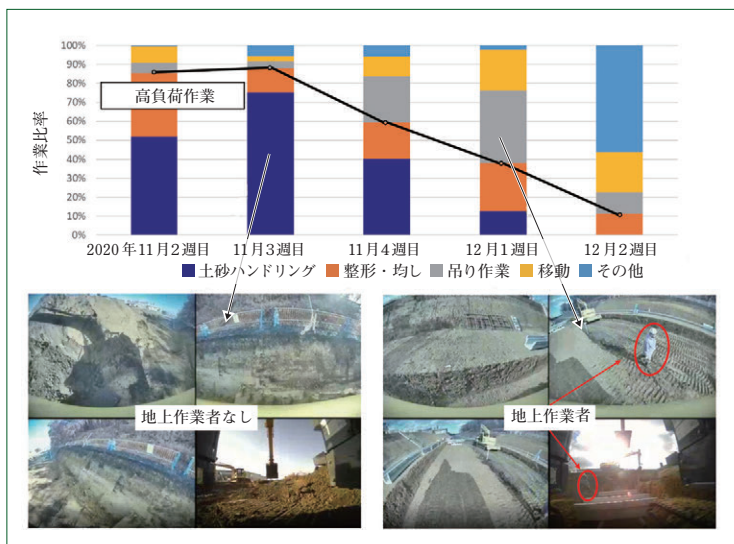 100%
90%
80%
70%
60%
50%
40%
30%
20%
10%
0%
作業比率
高負荷作業
2020年11月2週目 11月3週目 11月4週目 12月1週目 12月2週目
土砂ハンドリング 整形・均し 吊り作業 移動 その他
地上作業者なし
地上作業者